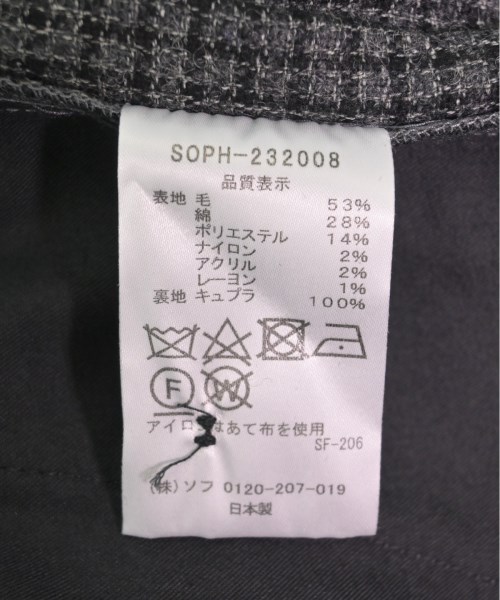 SOPH-232008
品質表示
表地 毛 53%
綿 28%
ポリエステル 14%
ナイロン 2%
アクリル 2%
レーヨン 1%
裏地 キュプラ 100%
F W
アイロンはあて布を使用
SF-206
(株)ソフ 0120-207-019
日本製